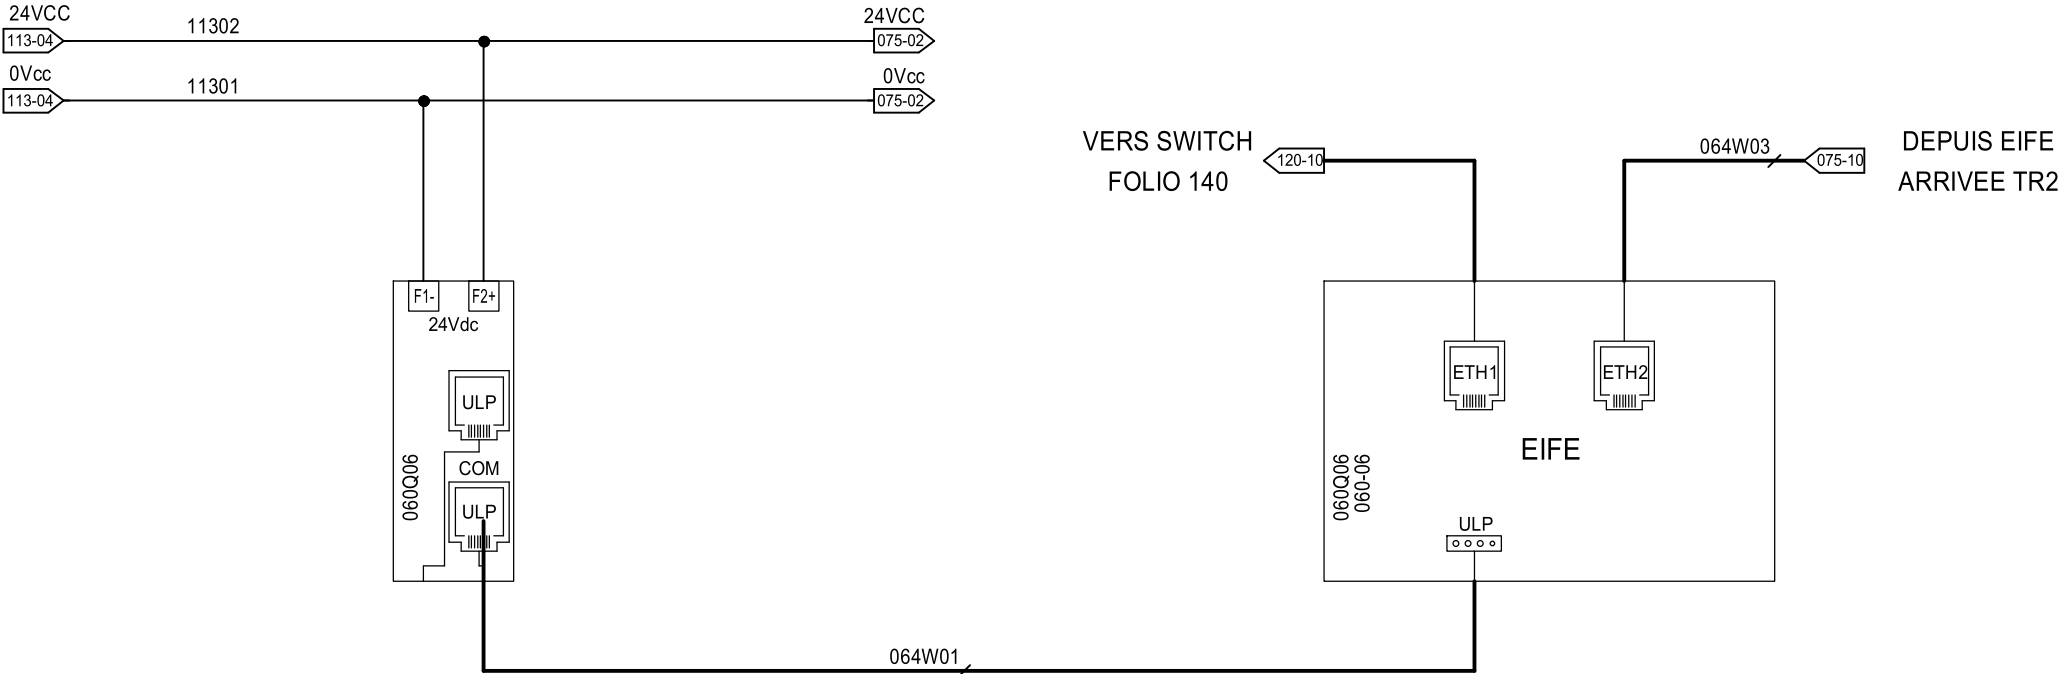 24VCC
113-04
11302
24VCC
075-02
0Vcc
113-04
11301
0Vcc
075-02
VERS SWITCH
FOLIO 140
120-10
064W03
075-10
DEPUIS EIFE
ARRIVEE TR2
F1-
F2+
24Vdc
ULP
COM
ULP
060Q06
ETH1
ETH2
EIFE
060Q06
060-06
ULP
064W01